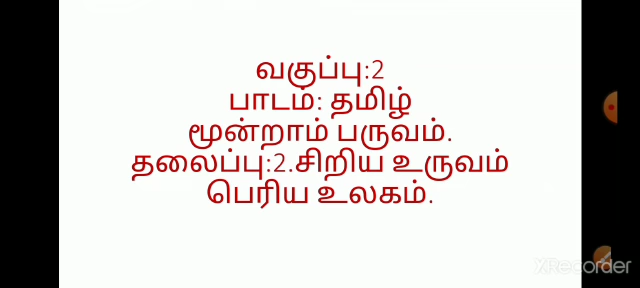 வகுப்பு:2
பாடம்: தமிழ்
மூன்றாம் பருவம்.
தலைப்பு:2.சிறிய உருவம்
பெரிய உலகம்.
XRecorder